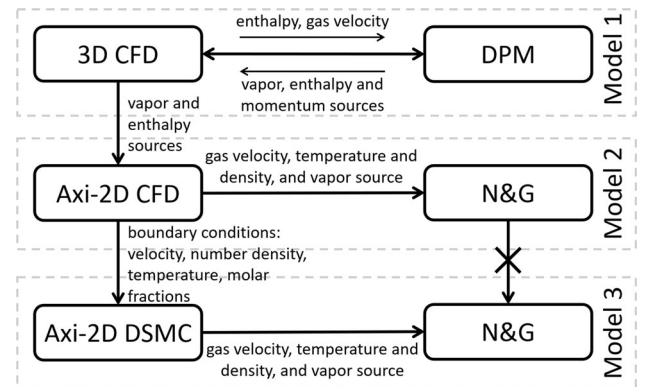 enthalpy, gas velocity
3D CFD
DPM
Model 1
vapor, enthalpy and
momentum sources
vapor and
enthalpy
sources
gas velocity, temperature and
density, and vapor source
Axi-2D CFD
N&G
Model 2
boundary conditions:
velocity, number density,
temperature, molar
fractions
Axi-2D DSMC
N&G
Model 3
gas velocity, temperature and
density, and vapor source